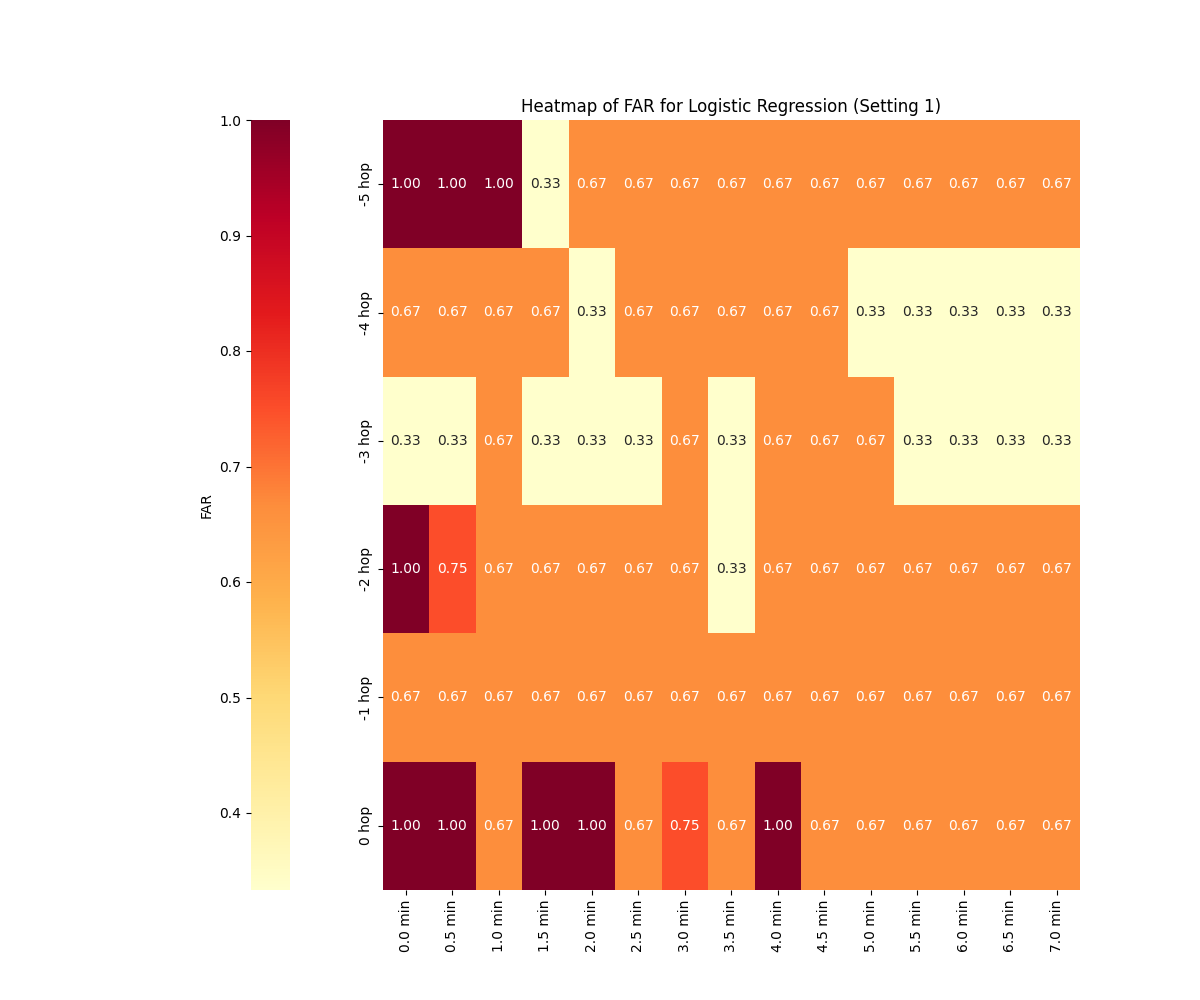 Heatmap of FAR for Logistic Regression (Setting 1)
FAR
1.0
0.9
0.8
0.7
0.6
0.5
0.4
-5 hop 1.00 1.00 1.00 0.33 0.67 0.67 0.67 0.67 0.67 0.67 0.67 0.67 0.67 0.67 0.67
-4 hop 0.67 0.67 0.67 0.67 0.33 0.67 0.67 0.67 0.67 0.67 0.33 0.33 0.33 0.33 0.33
-3 hop 0.33 0.33 0.67 0.33 0.33 0.33 0.67 0.33 0.67 0.67 0.67 0.33 0.33 0.33 0.33
-2 hop 1.00 0.75 0.67 0.67 0.67 0.67 0.67 0.33 0.67 0.67 0.67 0.67 0.67 0.67 0.67
-1 hop 0.67 0.67 0.67 0.67 0.67 0.67 0.67 0.67 0.67 0.67 0.67 0.67 0.67 0.67 0.67
0 hop 1.00 1.00 0.67 1.00 1.00 0.67 0.75 0.67 1.00 0.67 0.67 0.67 0.67 0.67 0.67
0.0 min 0.5 min 1.0 min 1.5 min 2.0 min 2.5 min 3.0 min 3.5 min 4.0 min 4.5 min 5.0 min 5.5 min 6.0 min 6.5 min 7.0 min